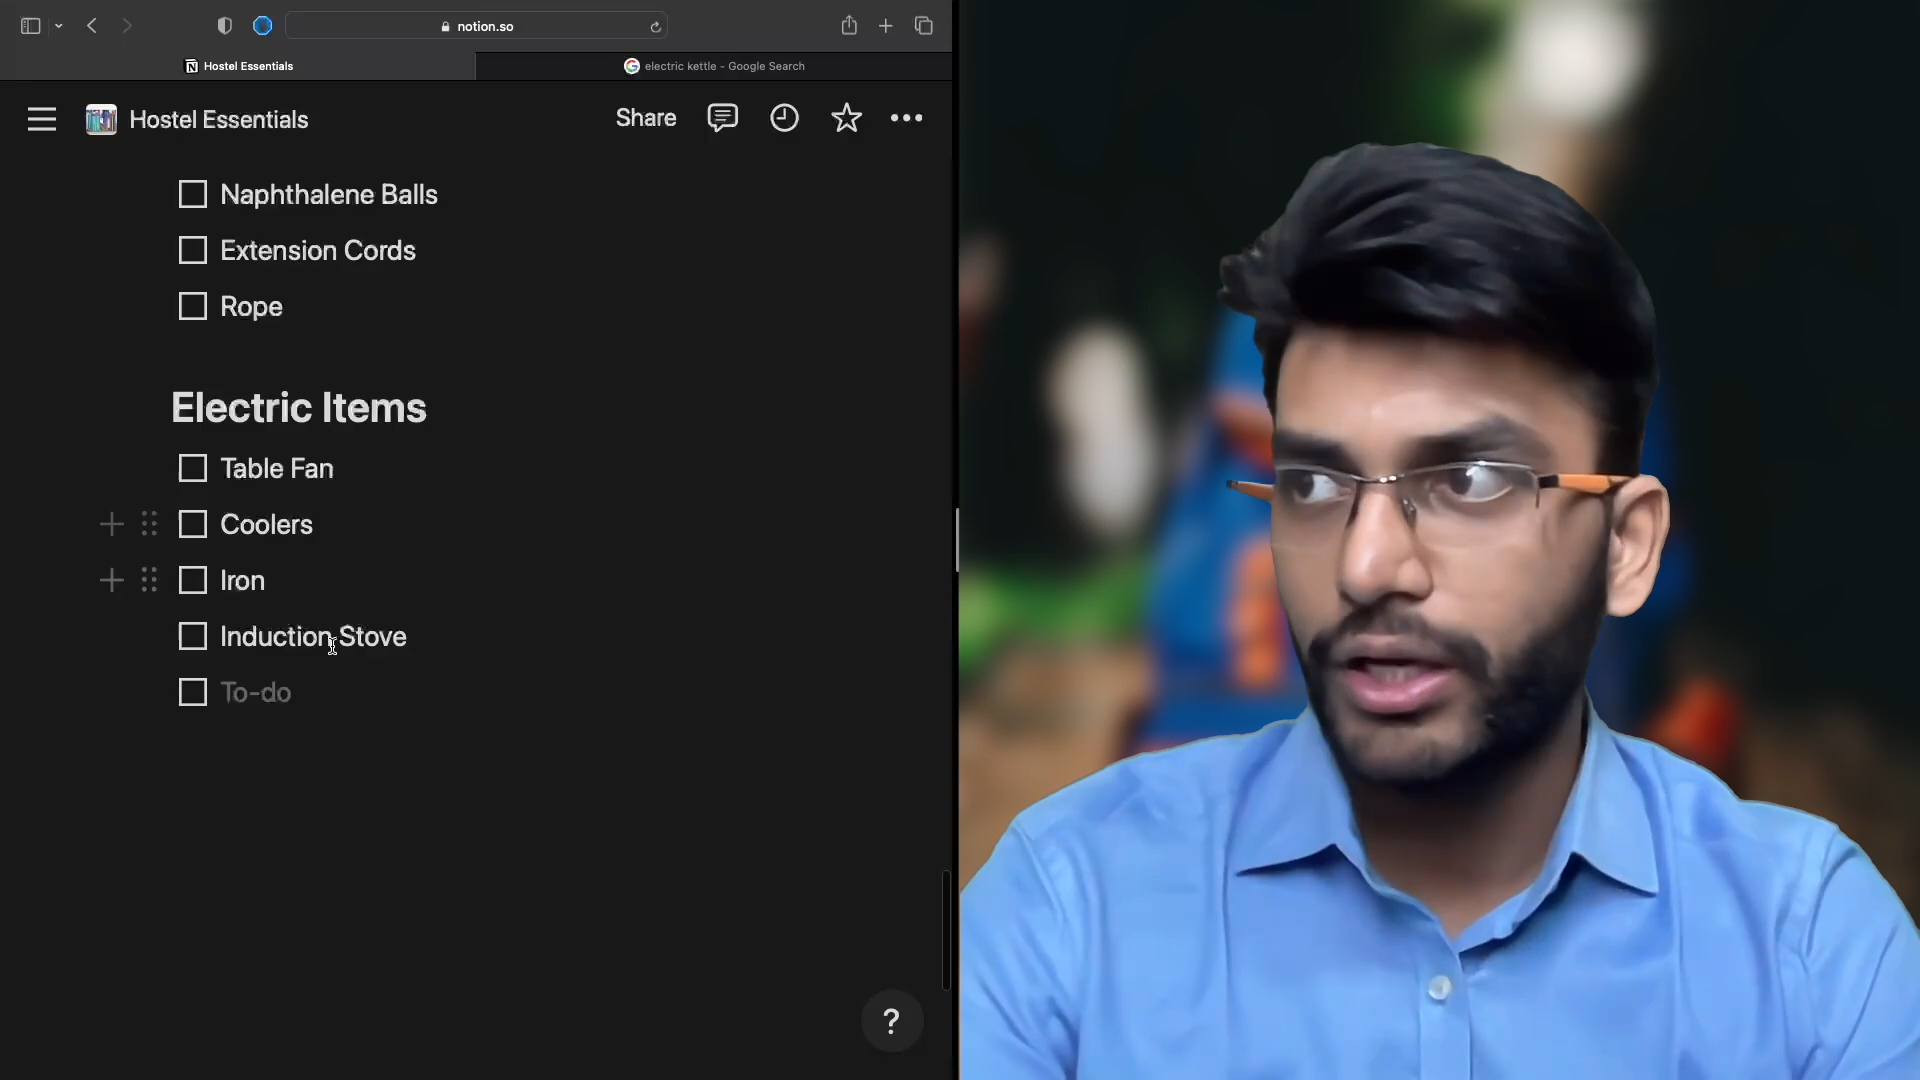 notion.so
Hostel Essentials
electric kettle - Google Search
Hostel Essentials
Share
Naphthalene Balls
Extension Cords
Rope
Electric Items
Table Fan
Coolers
Iron
Induction Stove
To-do
?